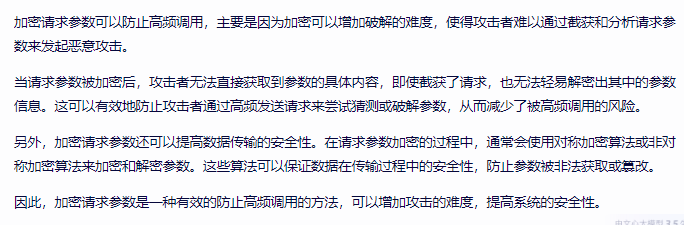 加密请求参数可以防止高频调用，主要是因为加密可以增加破解的难度，使得攻击者难以通过截获和分析请求参
数来发起恶意攻击。
当请求参数被加密后，攻击者无法直接获取到参数的具体内容，即使截获了请求，也无法轻易解密出其中的参数
信息。这可以有效地防止攻击者通过高频发送请求来尝试猜测或破解参数，从而减少了被高频调用的风险。
另外，加密请求参数还可以提高数据传输的安全性。在请求参数加密的过程中，通常会使用对称加密算法或非对
称加密算法来加密和解密参数。这些算法可以保证数据在传输过程中的安全性，防止参数被非法获取或篡改。
因此，加密请求参数是一种有效的防止高频调用的方法，可以增加攻击的难度，提高系统的安全性。